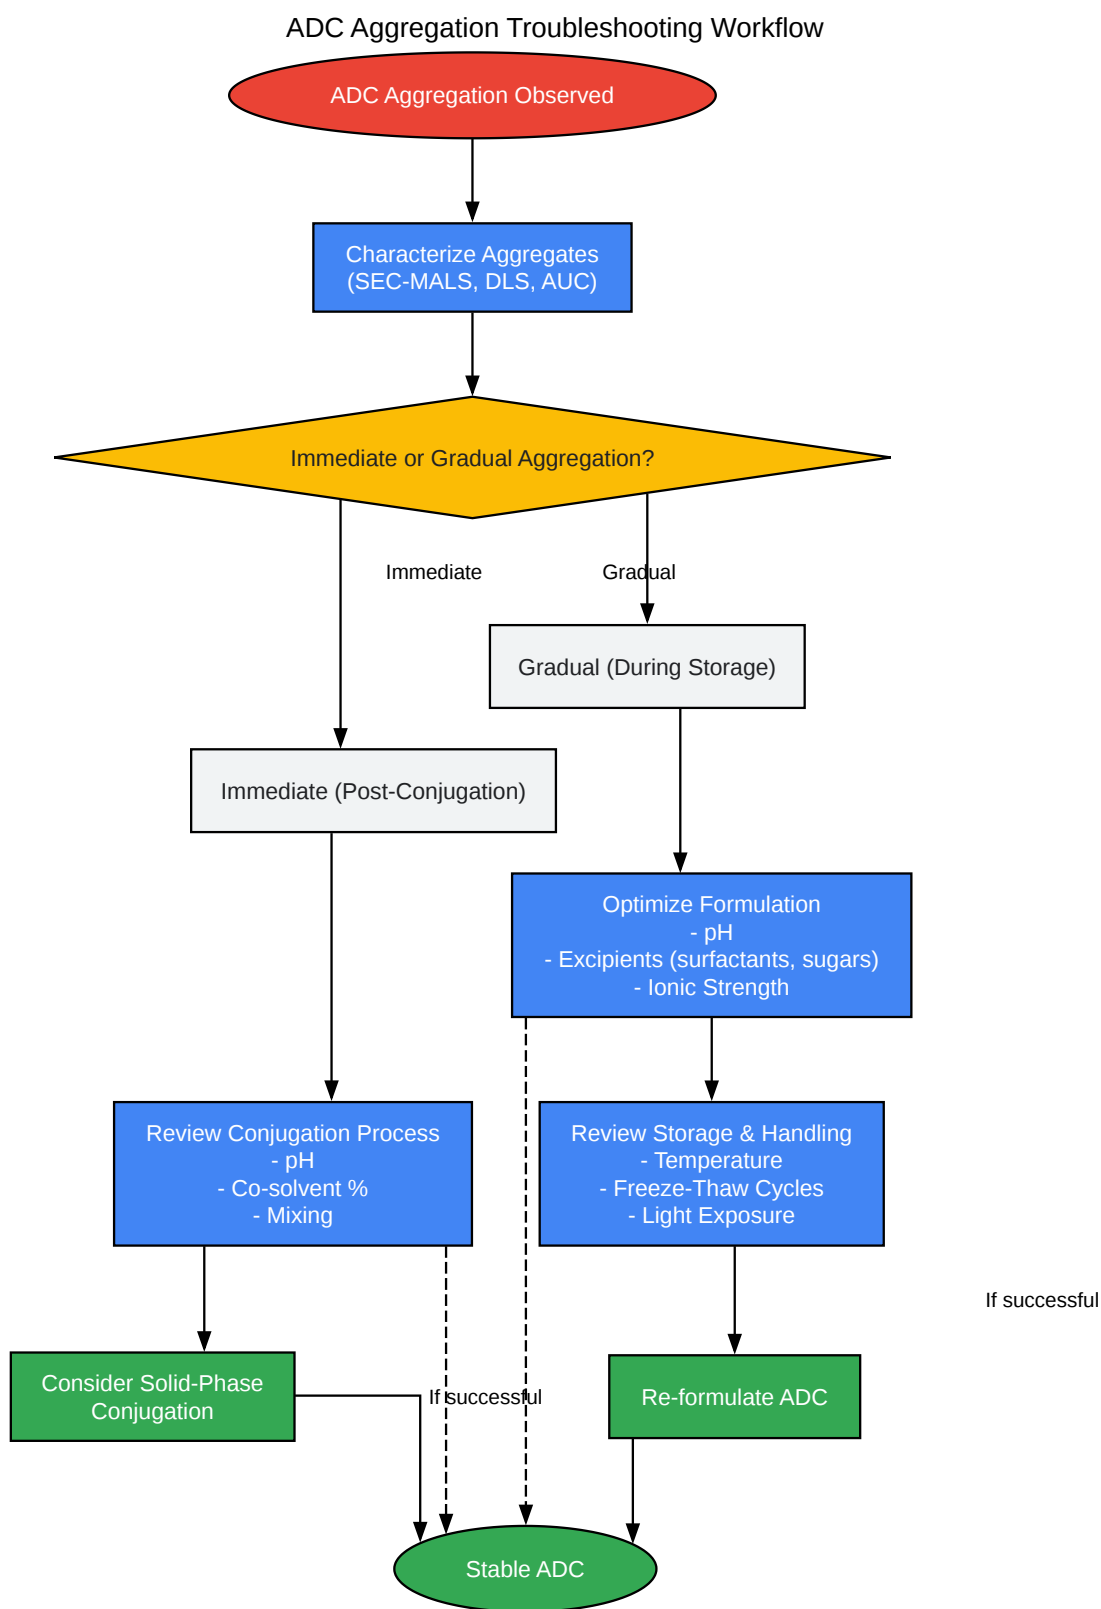 ADC Aggregation Troubleshooting Workflow
ADC Aggregation Observed
Characterize Aggregates
(SEC-MALS, DLS, AUC)
Immediate or Gradual Aggregation?
Immediate
Gradual
Gradual (During Storage)
Immediate (Post-Conjugation)
Optimize Formulation
- pH
- Excipients (surfactants, sugars)
- Ionic Strength
Review Conjugation Process
- pH
- Co-solvent %
- Mixing
Review Storage & Handling
- Temperature
- Freeze-Thaw Cycles
- Light Exposure
If successful
Consider Solid-Phase
Conjugation
If successful
Re-formulate ADC
Stable ADC